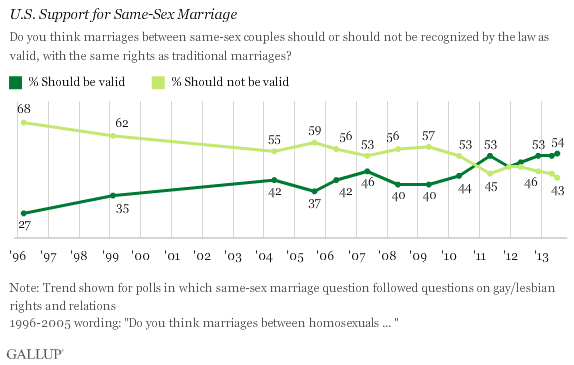 U.S. Support for Same-Sex Marriage
Do you think marriages between same-sex couples should or should not be recognized by the law as
valid, with the same rights as traditional marriages?
% Should be valid % Should not be valid
68 62 55 59 56 53 56 57 53 53 53 54
27 35 42 37 42 46 40 40 44 45 46 43
'96 '97 '98 '99 '00 '01 '02 '03 '04 '05 '06 '07 '08 '09 '10 '11 '12 '13
Note: Trend shown for polls in which same-sex marriage question followed questions on gay/lesbian
rights and relations
1996-2005 wording: "Do you think marriages between homosexuals ... "
GALLUP®